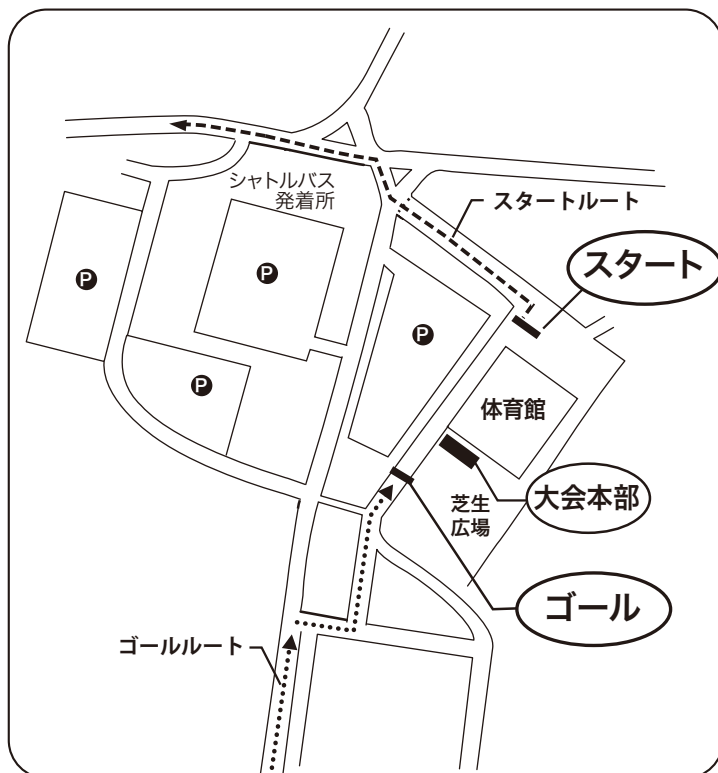 シャトルバス
発着所
スタートルート
スタート
P
P
P
P
体育館
大会本部
芝生
広場
ゴール
ゴールルート